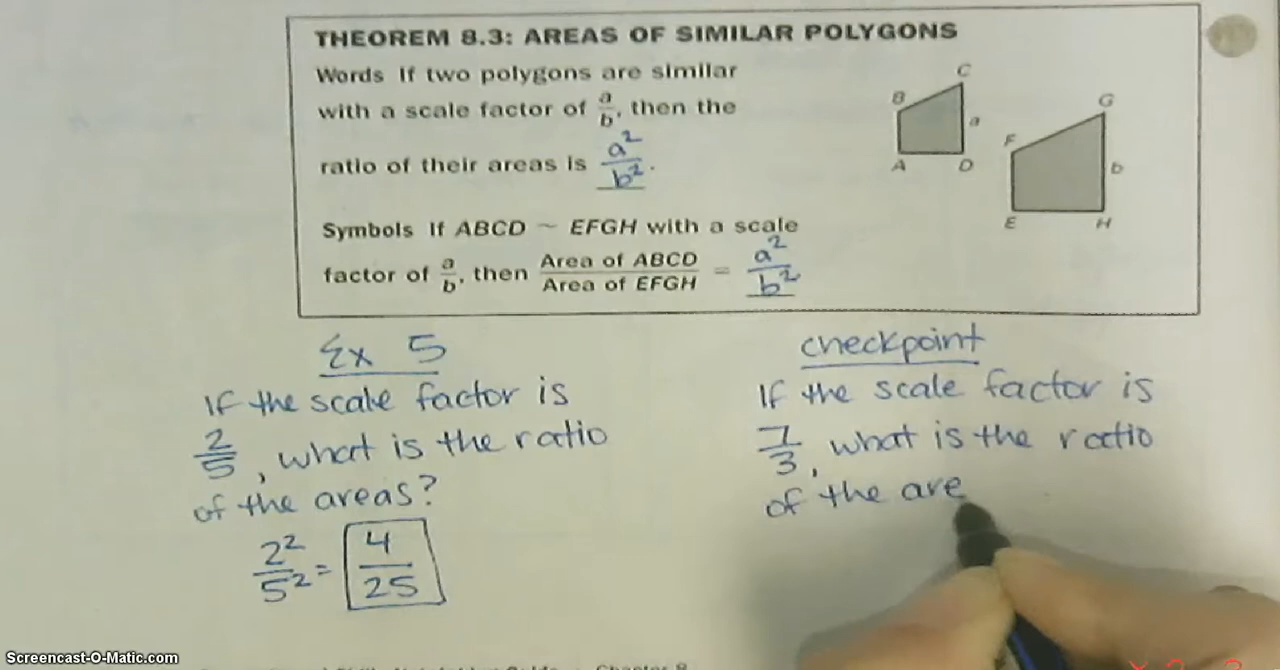 THEOREM 8.3: AREAS OF SIMILAR POLYGONS
Words If two polygons are similar
with a scale factor of a/b, then the
ratio of their areas is a²/b².
Symbols If ABCD ~ EFGH with a scale
factor of a/b, then Area of ABCD/Area of EFGH = a²/b²
C
B
a
A
D
G
F
b
E
H
Ex 5
If the scale factor is
2/5, what is the ratio
of the areas?
2²/5² = 4/25
checkpoint
If the scale factor is
7/3, what is the ratio
of the are
Screencast-O-Matic.com
Chapter 8